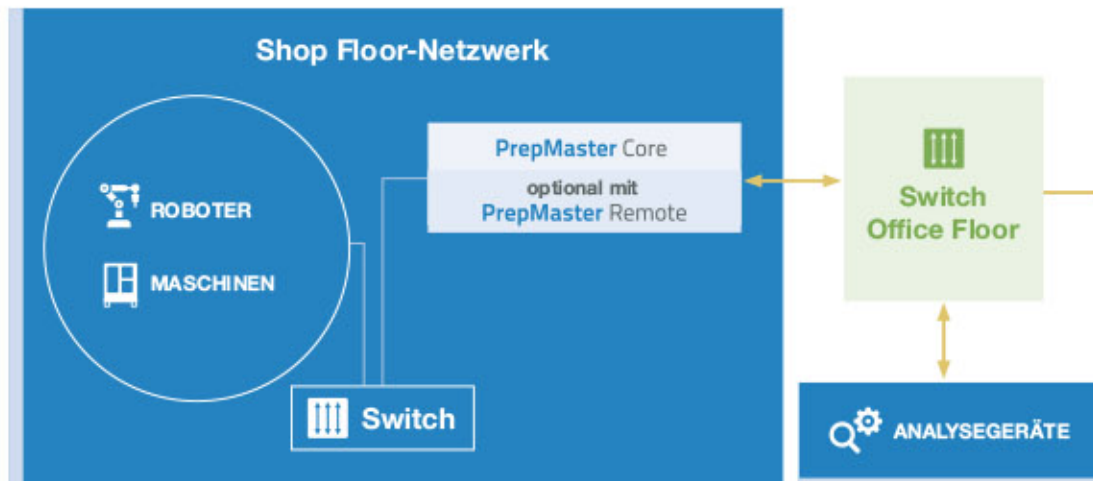 Shop Floor-Netzwerk
ROBOTER
MASCHINEN
PrepMaster Core
optional mit
PrepMaster Remote
Switch
Switch
Office Floor
ANALYSEGERÄTE